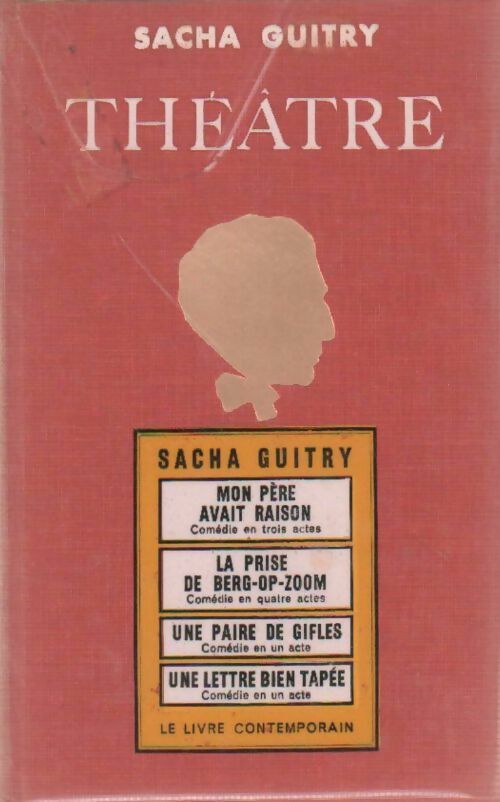 SACHA GUITRY
THÉÂTRE
SACHA GUITRY
MON PÈRE
AVAIT RAISON
Comédie en trois actes
LA PRISE
DE BERG-OP-ZOOM
Comédie en quatre actes
UNE PAIRE DE GIFLES
Comédie en un acte
UNE LETTRE BIEN TAPÉE
Comédie en un acte
LE LIVRE CONTEMPORAIN